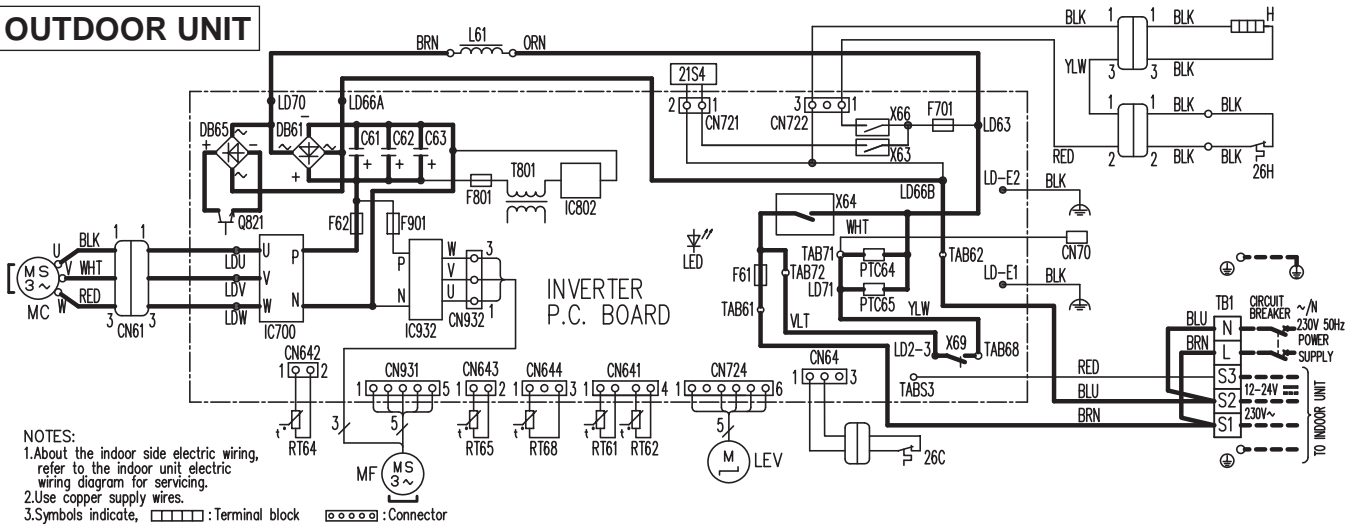 OUTDOOR UNIT
BRN L61 ORN
BLK 1 1 BLK H
YLW 3 3 BLK
21S4
LD70 LD66A 2 1 CN721 3 1 CN722 X66 F701 LD63
1 1 BLK BLK
RED 2 2 BLK BLK 26H
DB65 DB61 C61 C62 C63 X63
+ - ~ ~ - ~ ~ + + + +
T801
F801 IC802
Q821 F62 F901
LD66B LD-E2 BLK
X64
WHT
CN70
LED
TAB71 PTC64 TAB62
F61 TAB72 LD71 PTC65 LD-E1 BLK
TAB61 YLW
VLT
LD2-3 X69 TAB68
U BLK 1 1 LDU U P
MS 3~ V WHT LDV V
MC W RED 3 3 LDW W N
CN61 IC700
P W 3
V
N U 1
IC932 CN932
INVERTER
P.C. BOARD
TB1 CIRCUIT BREAKER ~/N
BLU N 230V 50Hz
BRN L POWER SUPPLY
RED S3
BLU S2 12-24V
BRN S1 230V~
TO INDOOR UNIT
TABS3
CN642 CN931 CN643 CN644 CN641 CN724 CN64
1 2 1 5 1 2 1 3 1 4 1 6 1 3
t° 3 5 t° t° t° t° 5
RT64 RT65 RT68 RT61 RT62
MF MS 3~
M LEV
26C
NOTES:
1.About the indoor side electric wiring,
refer to the indoor unit electric
wiring diagram for servicing.
2.Use copper supply wires.
3.Symbols indicate, :Terminal block :Connector